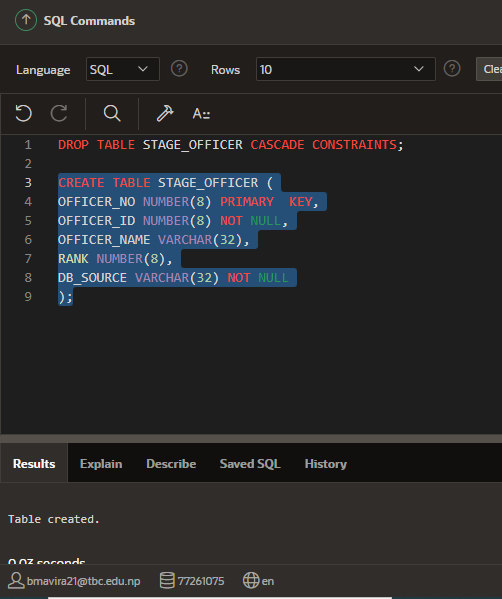 SQL Commands
Language SQL ? Rows 10 ? Clea
A::
1 DROP TABLE STAGE_OFFICER CASCADE CONSTRAINTS;
2
3 CREATE TABLE STAGE_OFFICER (
4 OFFICER_NO NUMBER(8) PRIMARY  KEY,
5 OFFICER_ID NUMBER(8) NOT NULL,
6 OFFICER_NAME VARCHAR(32),
7 RANK NUMBER(8),
8 DB_SOURCE VARCHAR(32) NOT NULL
9 );
Results Explain Describe Saved SQL History
Table created.
0.03 seconds
bmavira21@tbc.edu.np 77261075 en